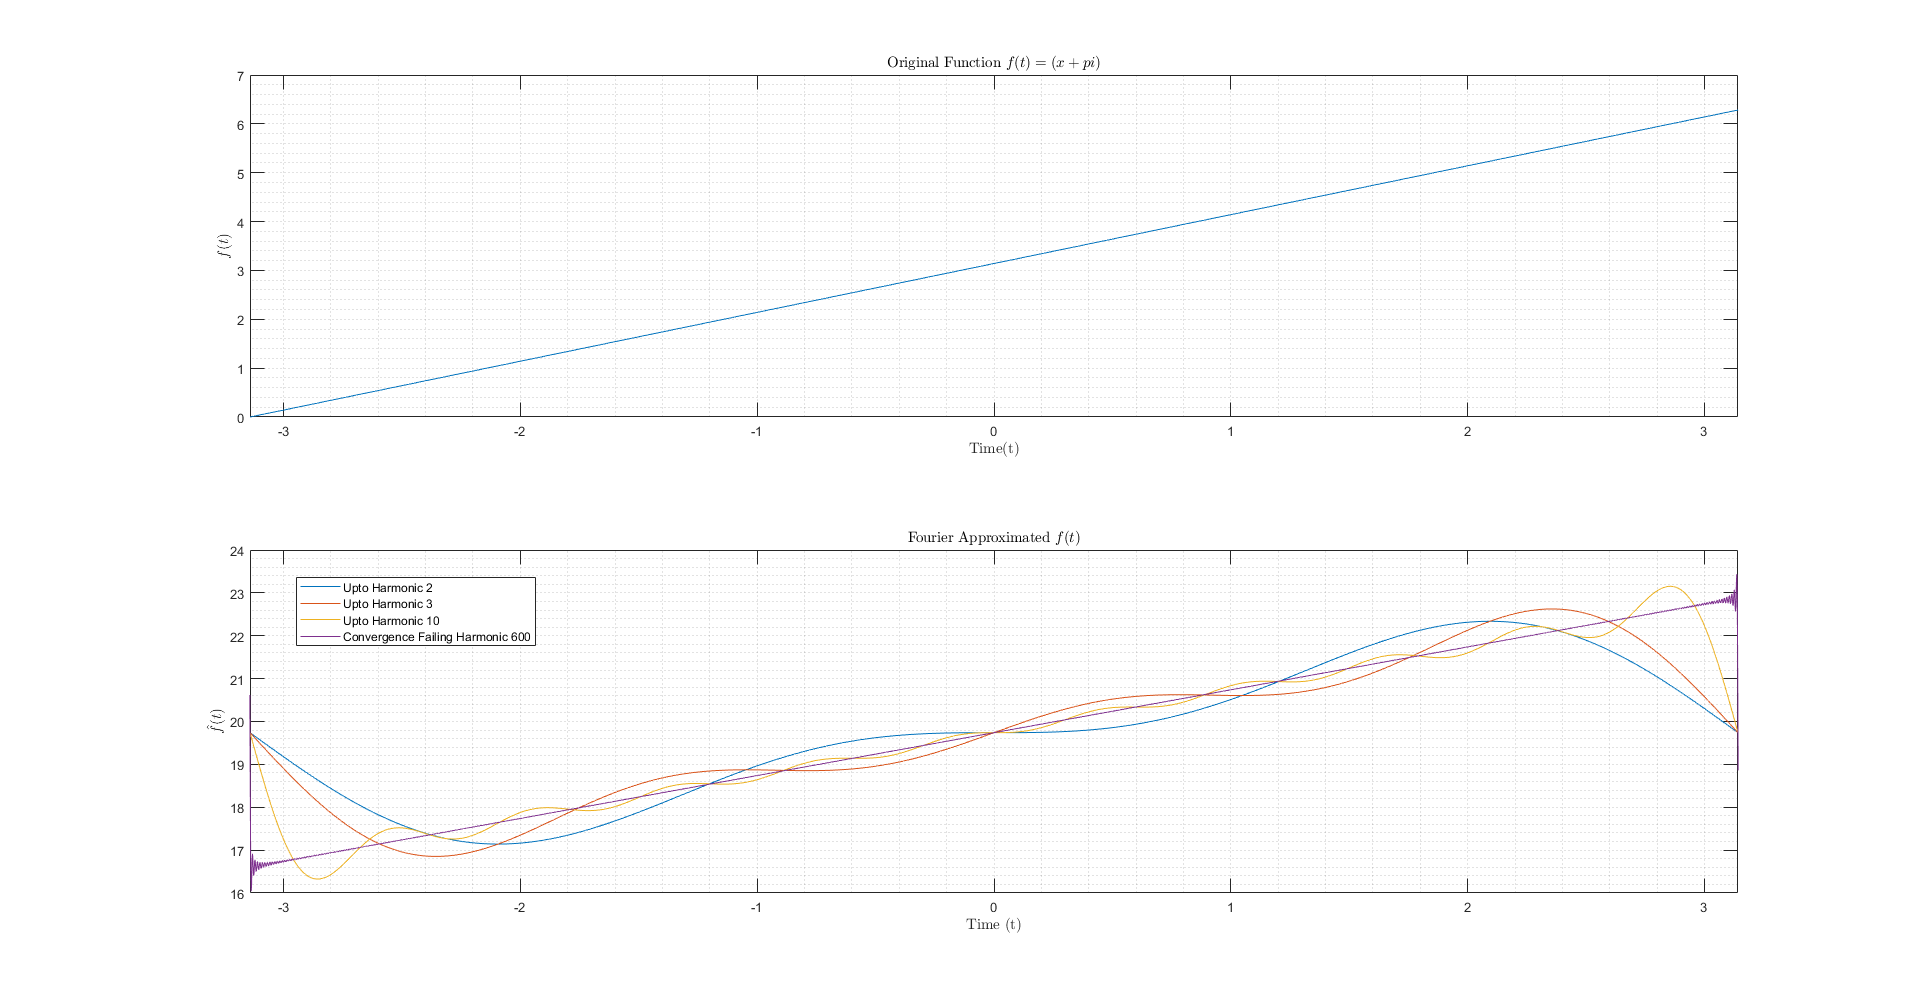 Original Function f(t) = (x + pi)
7
6
5
4
3
2
1
0
f(t)
-3 -2 -1 0 1 2 3
Time(t)
Fourier Approximated f(t)
24
23
22
21
20
19
18
17
16
f̂(t)
Upto Harmonic 2
Upto Harmonic 3
Upto Harmonic 10
Convergence Failing Harmonic 600
-3 -2 -1 0 1 2 3
Time (t)